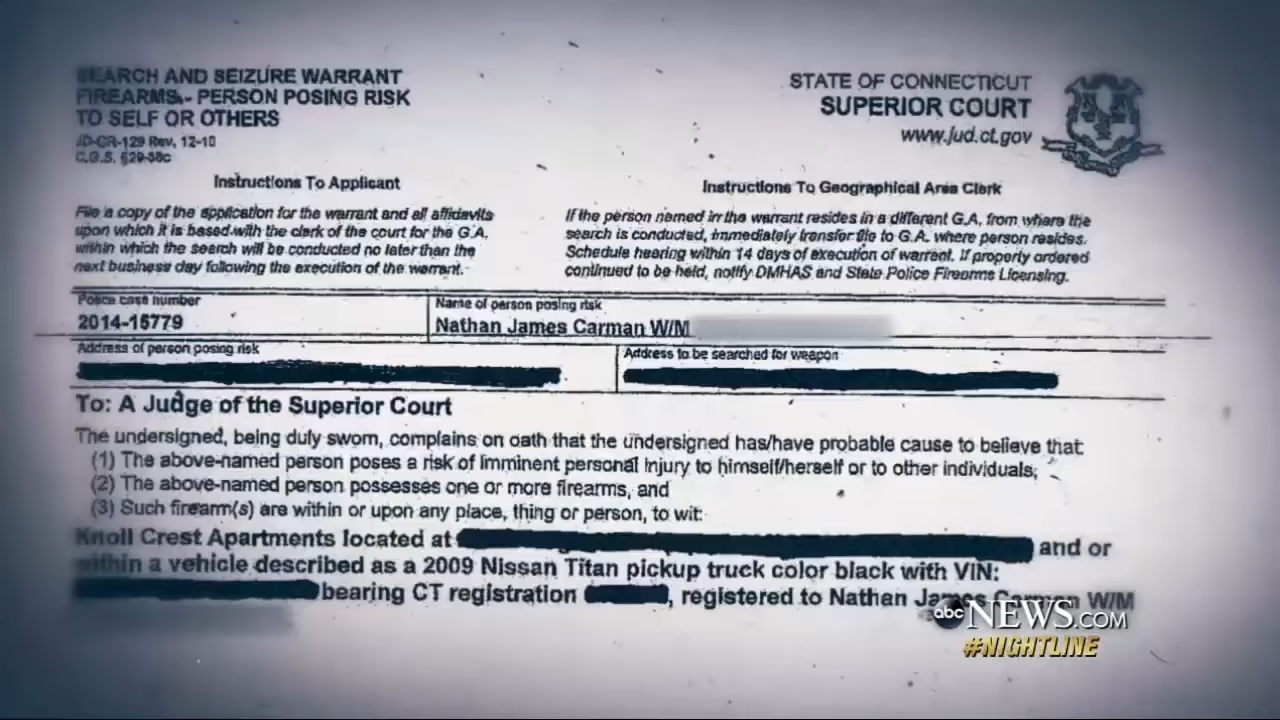 SEARCH AND SEIZURE WARRANT
FIREARMS - PERSON POSING RISK
TO SELF OR OTHERS
JD-CR-129 Rev. 12-10
C.G.S. §29-38c
STATE OF CONNECTICUT
SUPERIOR COURT
www.jud.ct.gov
Instructions To Applicant
File a copy of the application for the warrant and all affidavits
upon which it is based with the clerk of the court for the G.A.
within which the search will be conducted no later than the
next business day following the execution of the warrant.
Instructions To Geographical Area Clerk
If the person named in the warrant resides in a different G.A. from where the
search is conducted, immediately transfer file to G.A. where person resides.
Schedule hearing within 14 days of execution of warrant. If property ordered
continued to be held, notify DMHAS and State Police Firearms Licensing.
Police case number
2014-15779
Name of person posing risk
Nathan James Carman W/M
Address of person posing risk
Address to be searched for weapon
To: A Judge of the Superior Court
The undersigned, being duly sworn, complains on oath that the undersigned has/have probable cause to believe that:
(1) The above-named person poses a risk of imminent personal injury to himself/herself or to other individuals;
(2) The above-named person possesses one or more firearms, and
(3) Such firearm(s) are within or upon any place, thing or person, to wit:
Knoll Crest Apartments located at and or
within a vehicle described as a 2009 Nissan Titan pickup truck color black with VIN:
bearing CT registration , registered to Nathan James Carman W/M
abc NEWS.COM
#NIGHTLINE